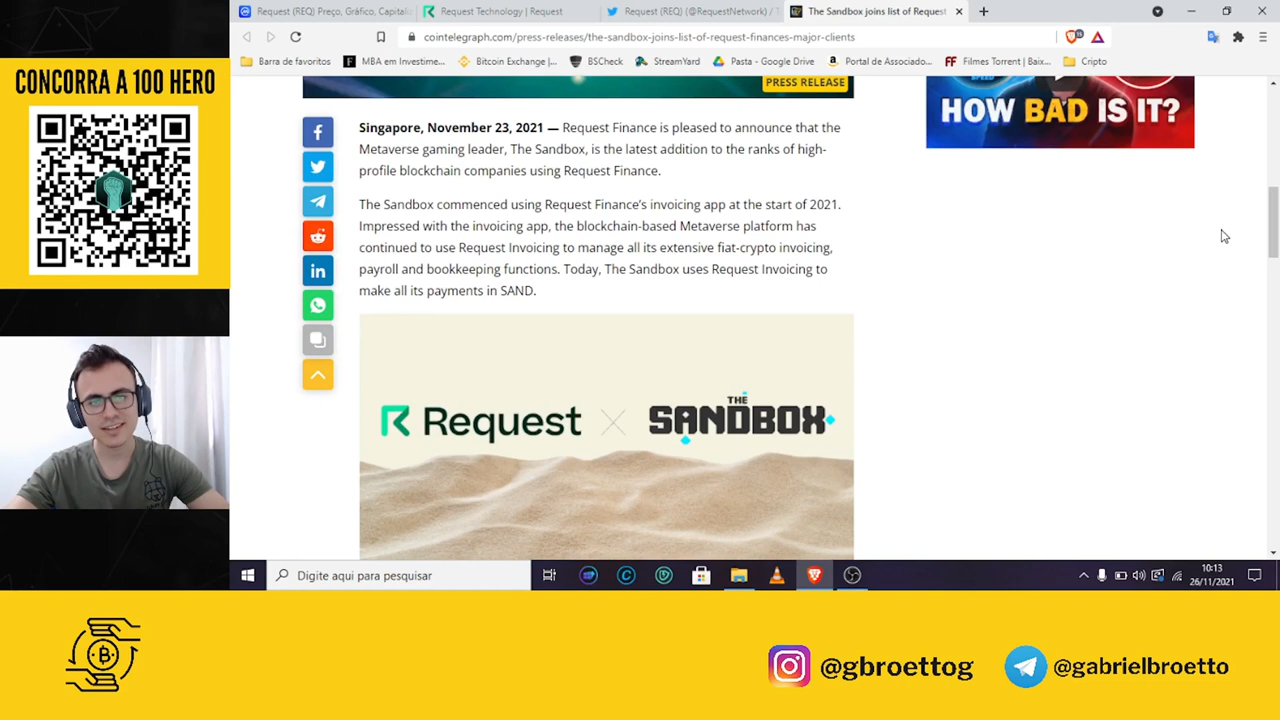 CONCORRA A 100 HERO
Request (REQ) Preço, Gráfico, Capitali
Request Technology | Request
Request (REQ) (@RequestNetwork) / T
The Sandbox joins list of Request
cointelegraph.com/press-releases/the-sandbox-joins-list-of-request-finances-major-clients
Barra de favoritos
MBA em Investime...
Bitcoin Exchange |...
BSCheck
StreamYard
Pasta - Google Drive
Portal de Associado...
Filmes Torrent | Baix...
Cripto
PRESS RELEASE
SPEED
HOW BAD IS IT?
Singapore, November 23, 2021 — Request Finance is pleased to announce that the
Metaverse gaming leader, The Sandbox, is the latest addition to the ranks of high-
profile blockchain companies using Request Finance.
The Sandbox commenced using Request Finance’s invoicing app at the start of 2021.
Impressed with the invoicing app, the blockchain-based Metaverse platform has
continued to use Request Invoicing to manage all its extensive fiat-crypto invoicing,
payroll and bookkeeping functions. Today, The Sandbox uses Request Invoicing to
make all its payments in SAND.
Request
THE
SANDBOX
Digite aqui para pesquisar
10:13
26/11/2021
@gbroettog
@gabrielbroetto